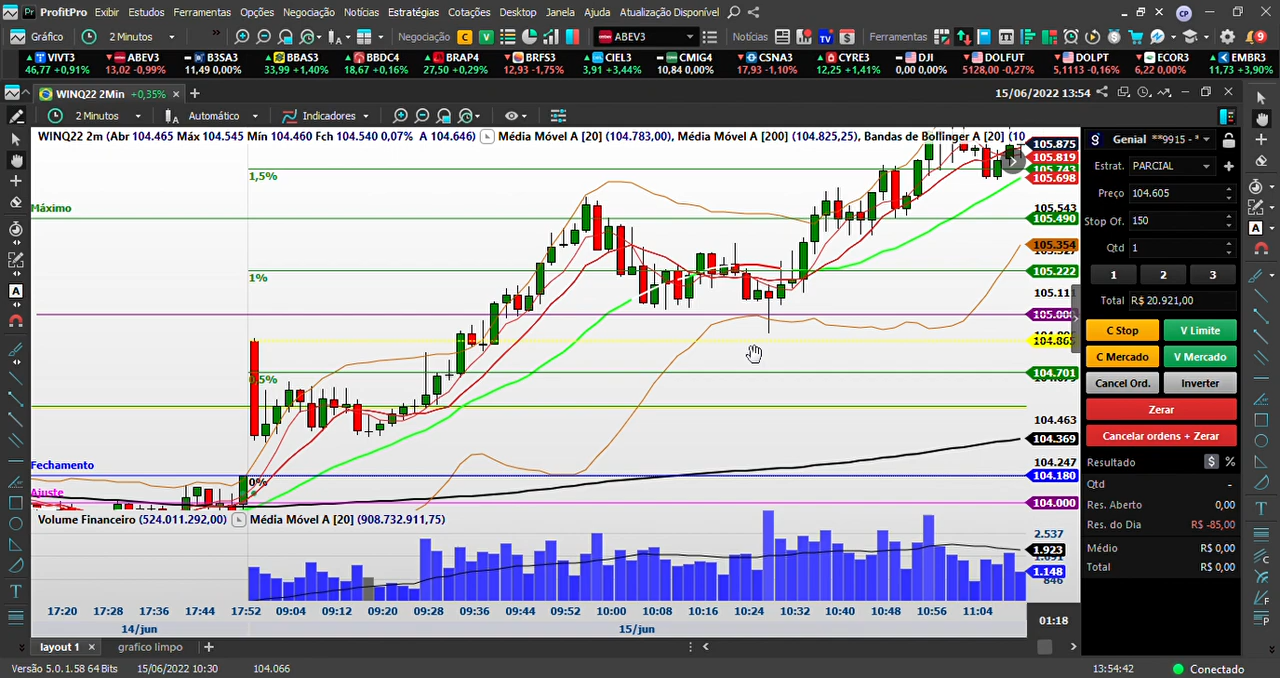 ProfitPro Exibir Estudos Ferramentas Opções Negociação Notícias Estratégias Cotações Desktop Janela Ajuda Atualização Disponível CP
Gráfico 2 Minutos » Negociação C V ABEV3 Notícias TV $ Ferramentas 9
VIVT3 ABEV3 B3SA3 BBAS3 BBDC4 BRAP4 BRFS3 CIEL3 CMIG4 CSNA3 CYRE3 DJI DOLFUT DOLPT ECOR3 EMBR3
46,77 +0,91% 13,02 -0,99% 11,49 0,00% 33,99 +1,40% 18,67 +0,16% 27,50 +0,29% 12,93 -1,75% 3,91 +3,44% 10,84 0,00% 17,93 -1,10% 12,25 +1,41% 0,00 0,00% 5128,00 -0,27% 5,1113 -0,16% 6,22 0,00% 11,73 +3,90%
WINQ22 2Min +0,35% × + 15/06/2022 13:54
2 Minutos Automático Indicadores
WINQ22 2m (Abr 104.465 Máx 104.545 Mín 104.460 Fch 104.540 0,07% A 104.646) Média Móvel A [20] (104.783,00), Média Móvel A [200] (104.825,25), Bandas de Bollinger A [20] (10
1,5%
Máximo
1%
0,5%
Fechamento
0%
Ajuste
105.875
105.819
105.743
105.698
105.543
105.490
105.354
105.222
105.111
104.865
104.701
104.463
104.369
104.247
104.180
104.000
Volume Financeiro (524.011.292,00) Média Móvel A [20] (908.732.911,75)
2.537
1.923
1.148
846
17:20 17:28 17:36 17:44 17:52 09:04 09:12 09:20 09:28 09:36 09:44 09:52 10:00 10:08 10:16 10:24 10:32 10:40 10:48 10:56 11:04
14/jun 15/jun 01:18
Genial **9915 - *
Estrat. PARCIAL
Preço 104.605
Stop Of. 150
Qtd 1
1 2 3
Total R$ 20.921,00
C Stop V Limite
C Mercado V Mercado
Cancel Ord. Inverter
Zerar
Cancelar ordens + Zerar
Resultado $ %
Qtd -
Res. Aberto 0,00
Res. do Dia R$ -85,00
Médio R$ 0,00
Total R$ 0,00
layout 1 × grafico limpo +
Versão 5.0.1.58 64 Bits 15/06/2022 10:30 104.066 13:54:42 Conectado